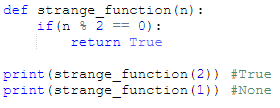 def strange_function(n):
    if(n % 2 == 0):
        return True
print(strange_function(2)) #True
print(strange_function(1)) #None